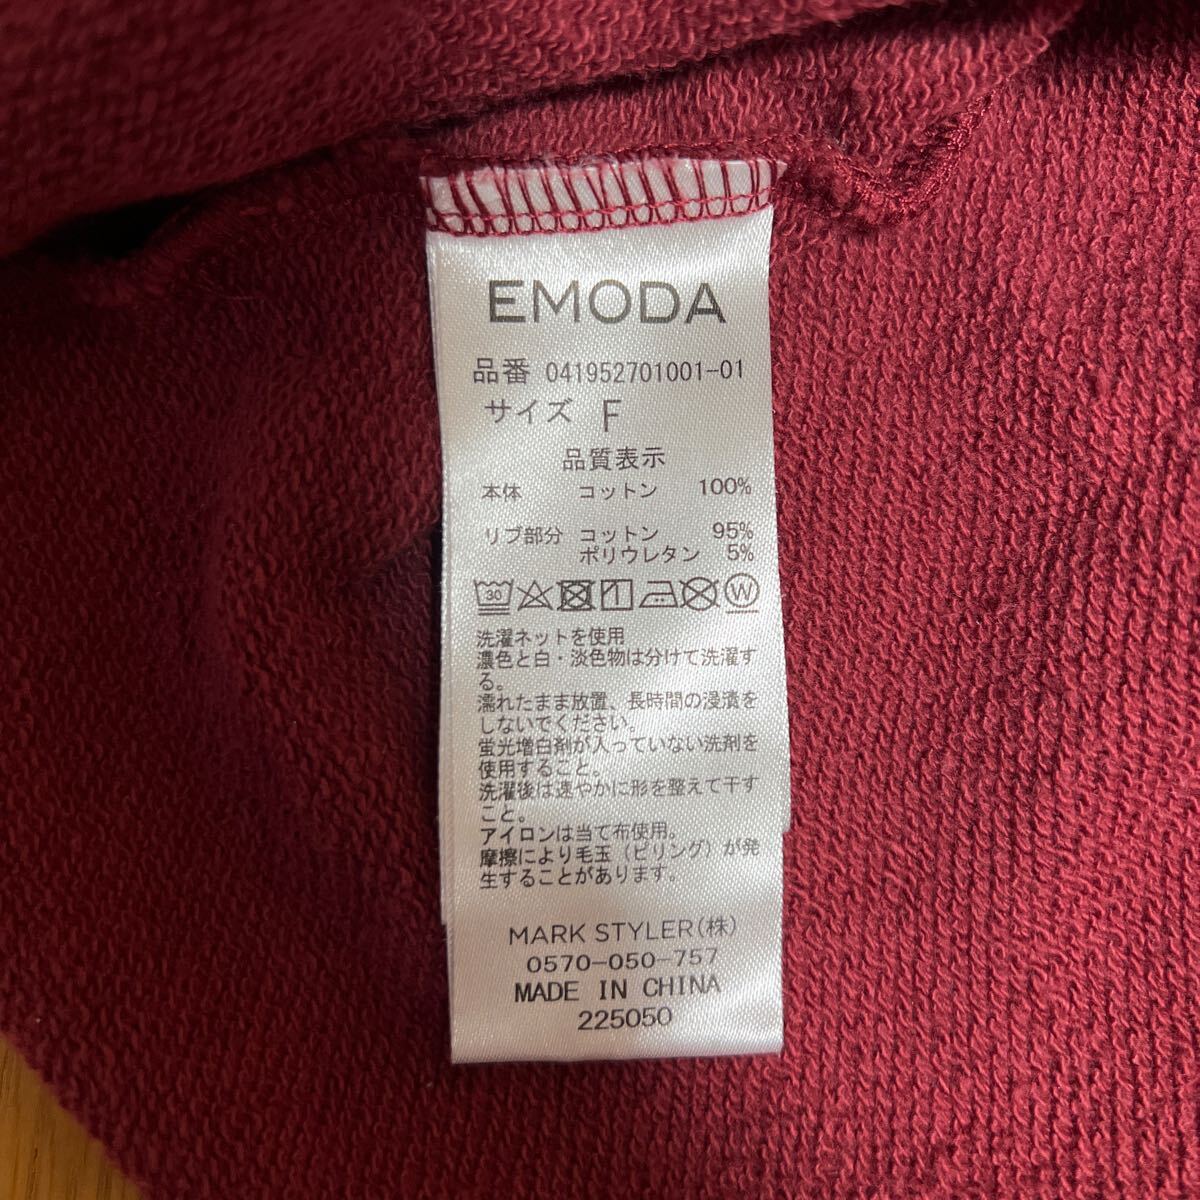 EMODA
品番 041952701001-01
サイズ F
品質表示
本体 コットン 100%
リブ部分 コットン 95%
ポリウレタン 5%
30 W
洗濯ネットを使用
濃色と白・淡色物は分けて洗濯す
る。
濡れたまま放置、長時間の浸漬を
しないでください。
蛍光増白剤が入っていない洗剤を
使用すること。
洗濯後は速やかに形を整えて干す
こと。
アイロンは当て布使用。
摩擦により毛玉（ピリング）が発
生することがあります。
MARK STYLER(株)
0570-050-757
MADE IN CHINA
225050